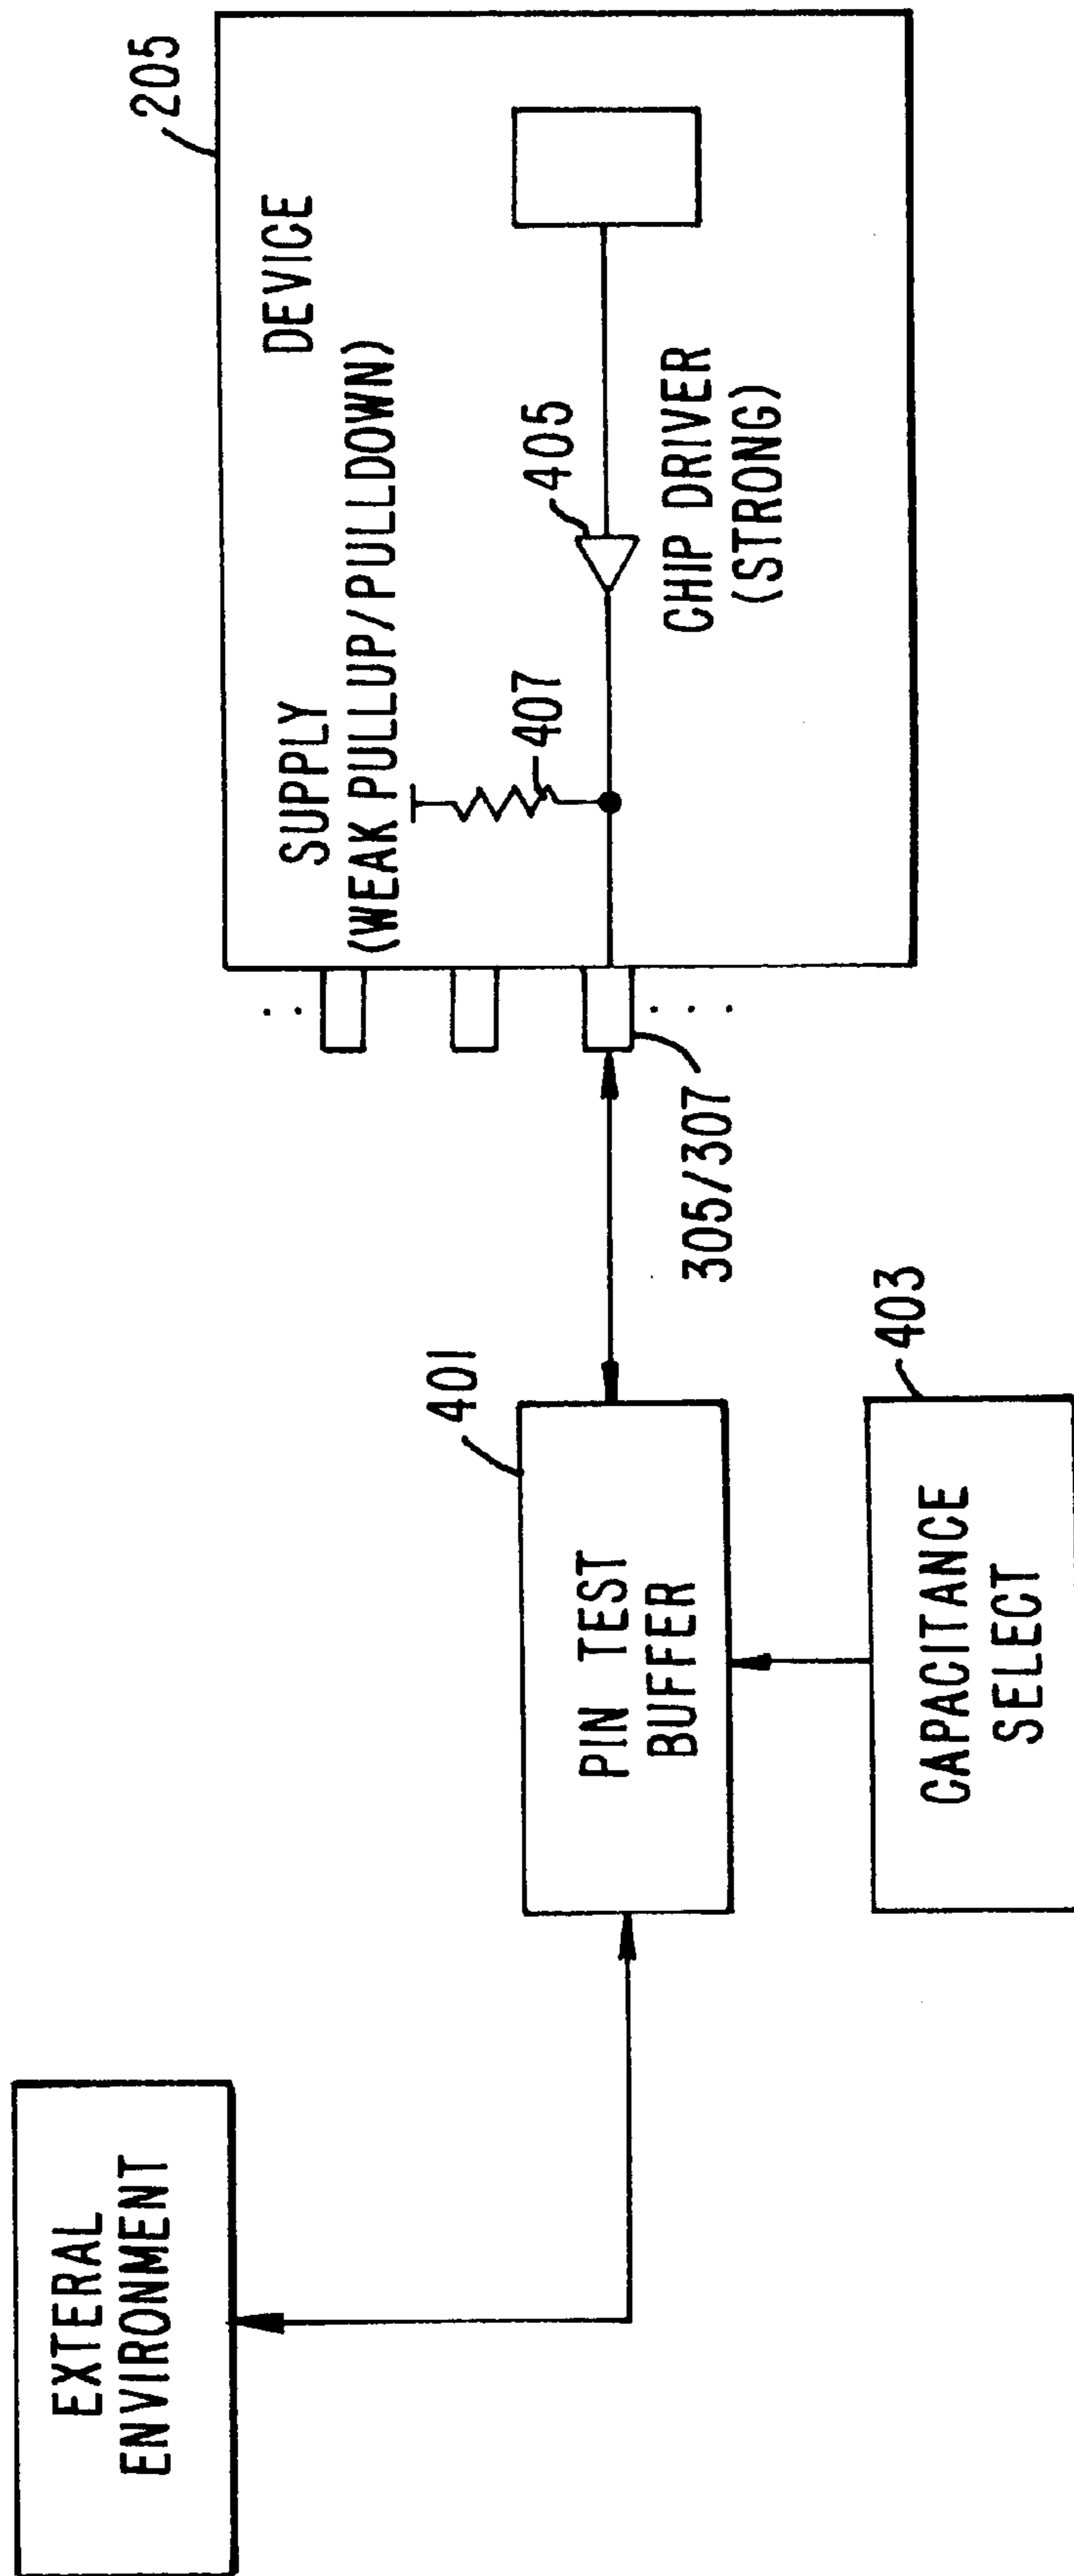 EXTERAL
ENVIRONMENT
401
PIN TEST
BUFFER
403
CAPACITANCE
SELECT
305/307
205
DEVICE
SUPPLY
(WEAK PULLUP/PULLDOWN)
407
405
CHIP DRIVER
(STRONG)